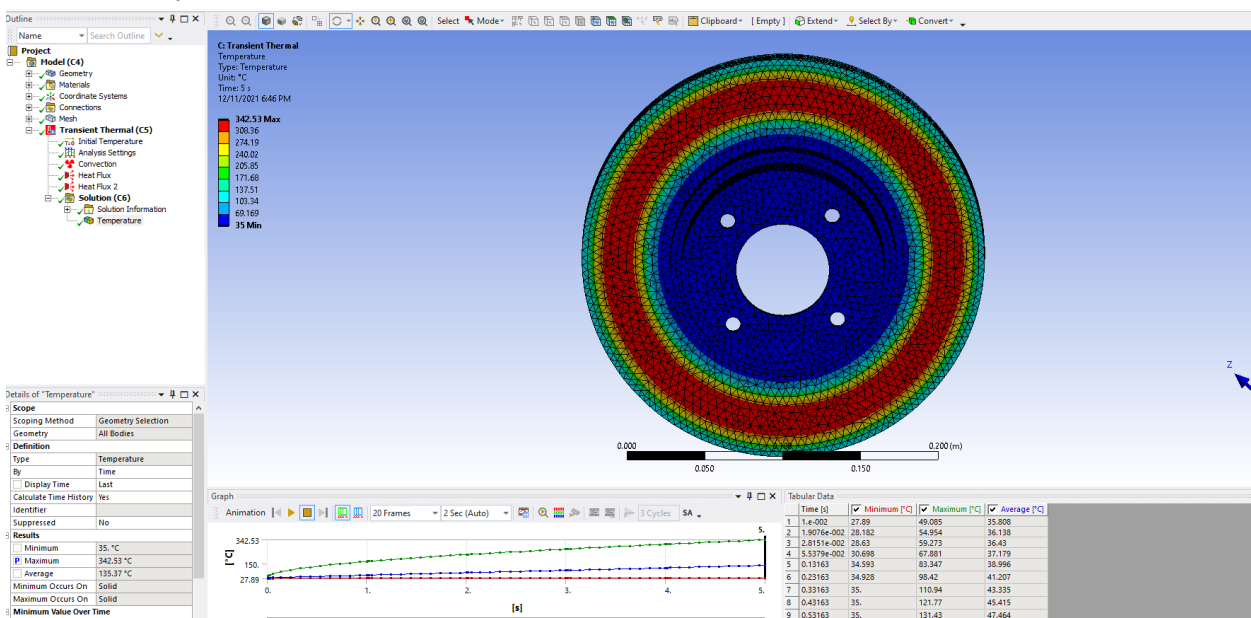 Outline
Name
Search Outline
Project
Model (C4)
Geometry
Materials
Coordinate Systems
Connections
Mesh
Transient Thermal (C5)
Initial Temperature
Analysis Settings
Convection
Heat Flux
Heat Flux 2
Solution (C6)
Solution Information
Temperature
Select Mode Clipboard [ Empty ] Extend Select By Convert
C: Transient Thermal
Temperature
Type: Temperature
Unit: °C
Time: 5 s
12/11/2021 6:46 PM
342.53 Max
308.36
274.19
240.02
205.85
171.68
137.51
103.34
69.169
35 Min
Z
0.000 0.200 (m)
0.050 0.150
Details of "Temperature"
Scope
Scoping Method Geometry Selection
Geometry All Bodies
Definition
Type Temperature
By Time
Display Time Last
Calculate Time History Yes
Identifier
Suppressed No
Results
Minimum 35. °C
P Maximum 342.53 °C
Average 135.37 °C
Minimum Occurs On Solid
Maximum Occurs On Solid
Minimum Value Over Time
Graph
Animation 20 Frames 2 Sec (Auto) 3 Cycles SA
5.
342.53
150.
27.89
[°C]
0. 1. 2. 3. 4. 5.
[s]
Tabular Data
Time [s] Minimum [°C] Maximum [°C] Average [°C]
1 1.e-002 27.89 49.085 35.808
2 1.9076e-002 28.182 54.954 36.138
3 2.8151e-002 28.63 59.273 36.43
4 5.5379e-002 30.698 67.881 37.179
5 0.13163 34.593 83.347 38.996
6 0.23163 34.928 98.42 41.207
7 0.33163 35. 110.94 43.335
8 0.43163 35. 121.77 45.415
9 0.53163 35. 131.43 47.464